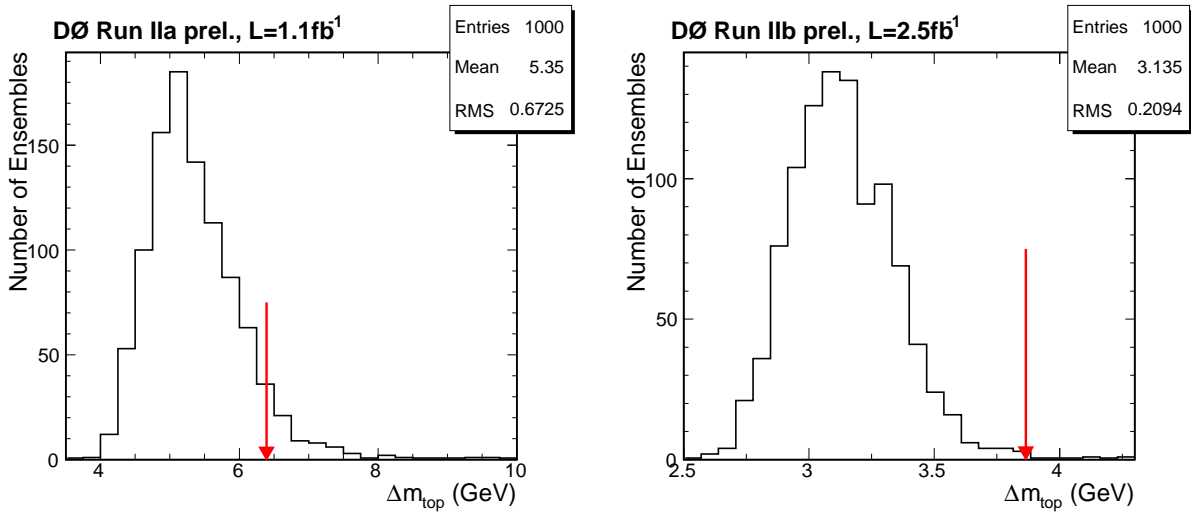 DØ Run IIa prel., L=1.1fb⁻¹
Entries 1000
Mean 5.35
RMS 0.6725
Number of Ensembles
150
100
50
0
4 6 8 10
Δm_top (GeV)
DØ Run IIb prel., L=2.5fb⁻¹
Entries 1000
Mean 3.135
RMS 0.2094
Number of Ensembles
100
50
0
2.5 3 3.5 4
Δm_top (GeV)